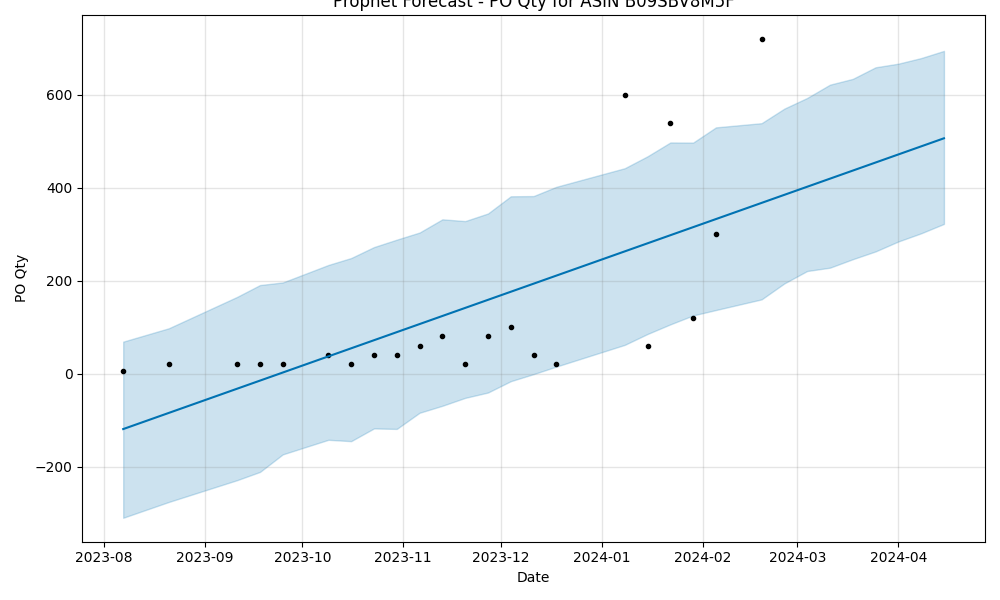 Prophet Forecast - PO Qty for ASIN B09SBV8M5F
600
400
200
0
−200
PO Qty
2023-08 2023-09 2023-10 2023-11 2023-12 2024-01 2024-02 2024-03 2024-04
Date